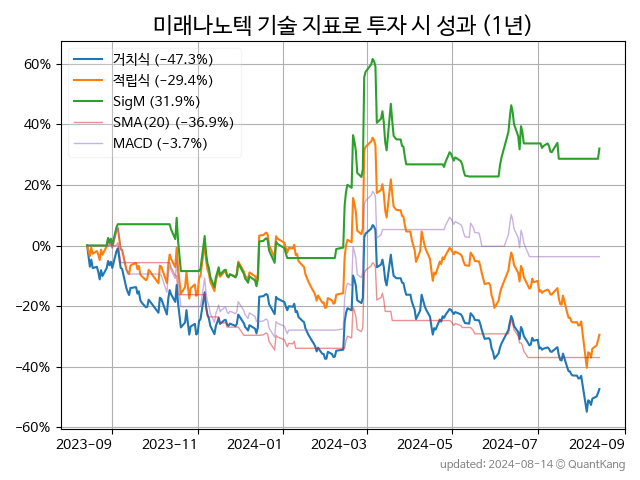 미래나노텍 기술 지표로 투자 시 성과 (1년)
거치식 (-47.3%)
적립식 (-29.4%)
SigM (31.9%)
SMA(20) (-36.9%)
MACD (-3.7%)
60%
40%
20%
0%
-20%
-40%
-60%
2023-09 2023-11 2024-01 2024-03 2024-05 2024-07 2024-09
updated: 2024-08-14 @ QuantKang